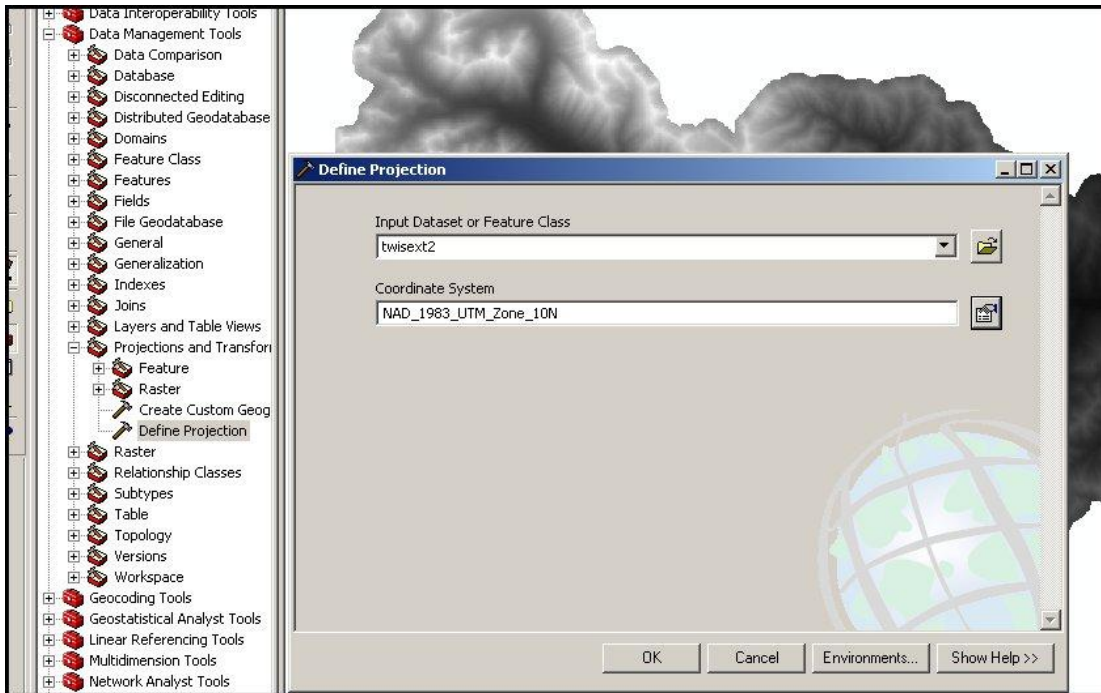 Data Interoperability Tools
Data Management Tools
Data Comparison
Database
Disconnected Editing
Distributed Geodatabase
Domains
Feature Class
Features
Fields
File Geodatabase
General
Generalization
Indexes
Joins
Layers and Table Views
Projections and Transfor
Feature
Raster
Create Custom Geog
Define Projection
Raster
Relationship Classes
Subtypes
Table
Topology
Versions
Workspace
Geocoding Tools
Geostatistical Analyst Tools
Linear Referencing Tools
Multidimension Tools
Network Analyst Tools
Define Projection
Input Dataset or Feature Class
twisext2
Coordinate System
NAD_1983_UTM_Zone_10N
OK Cancel Environments... Show Help >>